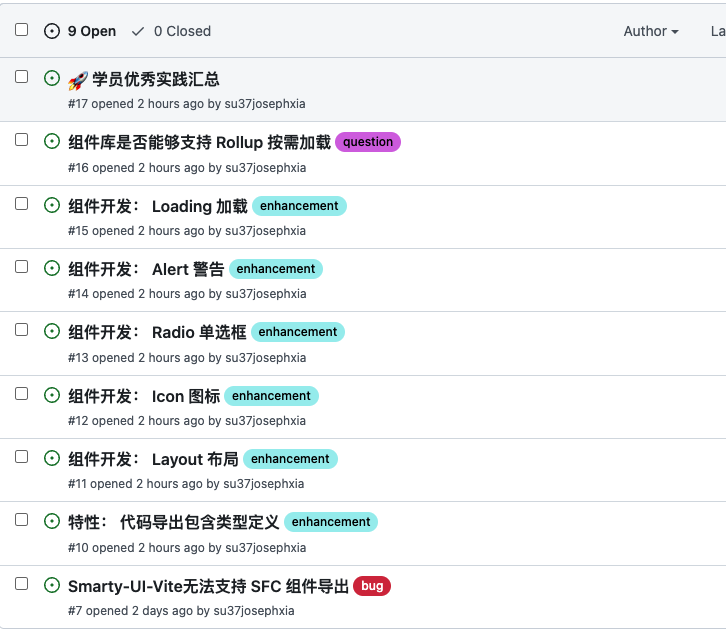 9 Open 0 Closed Author
🚀 学员优秀实践汇总
#17 opened 2 hours ago by su37josephxia
组件库是否能够支持 Rollup 按需加载 question
#16 opened 2 hours ago by su37josephxia
组件开发： Loading 加载 enhancement
#15 opened 2 hours ago by su37josephxia
组件开发： Alert 警告 enhancement
#14 opened 2 hours ago by su37josephxia
组件开发： Radio 单选框 enhancement
#13 opened 2 hours ago by su37josephxia
组件开发： Icon 图标 enhancement
#12 opened 2 hours ago by su37josephxia
组件开发： Layout 布局 enhancement
#11 opened 2 hours ago by su37josephxia
特性： 代码导出包含类型定义 enhancement
#10 opened 2 hours ago by su37josephxia
Smarty-UI-Vite无法支持 SFC 组件导出 bug
#7 opened 2 days ago by su37josephxia